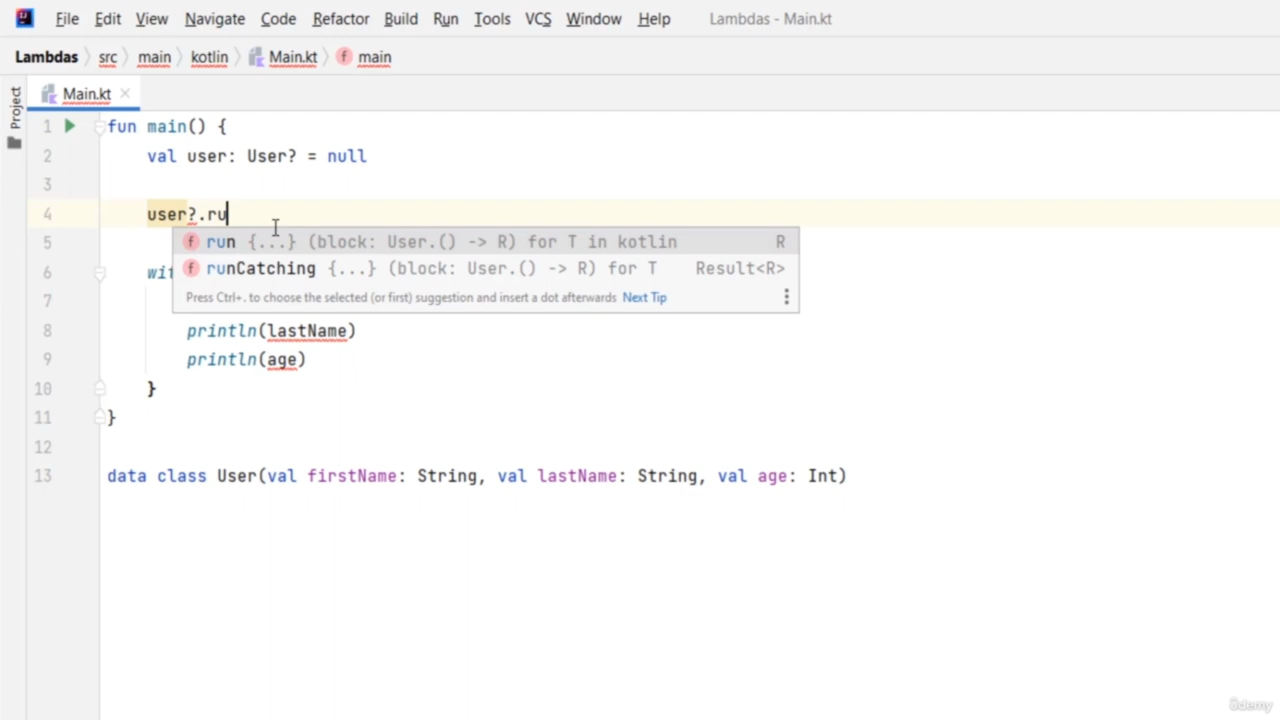 File Edit View Navigate Code Refactor Build Run Tools VCS Window Help Lambdas - Main.kt
Lambdas src main kotlin Main.kt f main
Project
Main.kt
1 fun main() {
2 val user: User? = null
3
4 user?.ru
5
f run {...} (block: User.() -> R) for T in kotlin R
6 wit
f runCatching {...} (block: User.() -> R) for T Result<R>
7
Press Ctrl+. to choose the selected (or first) suggestion and insert a dot afterwards Next Tip
8 println(lastName)
9 println(age)
10 }
11 }
12
13 data class User(val firstName: String, val lastName: String, val age: Int)
ûdemy